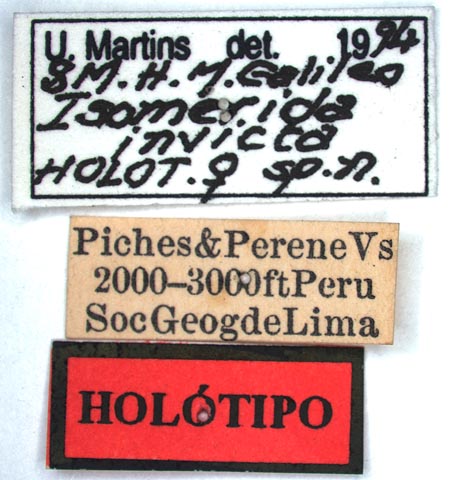 U. Martins det. 1994
& M. H. M. Galileo
Isomerida
invicta
HOLOT. ♀ sp. n.
Piches&PereneVs
2000–3000ftPeru
SocGeogdeLima
HOLÓTIPO